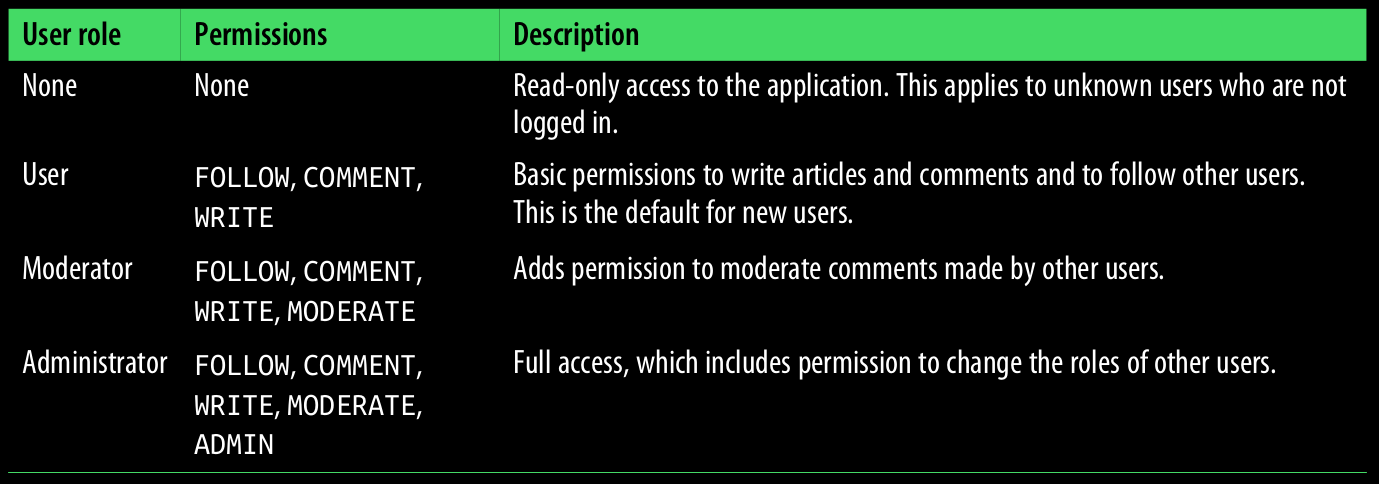 User role Permissions Description
None None Read-only access to the application. This applies to unknown users who are not
logged in.
User FOLLOW, COMMENT, Basic permissions to write articles and comments and to follow other users.
WRITE This is the default for new users.
Moderator FOLLOW, COMMENT, Adds permission to moderate comments made by other users.
WRITE, MODERATE
Administrator FOLLOW, COMMENT, Full access, which includes permission to change the roles of other users.
WRITE, MODERATE,
ADMIN